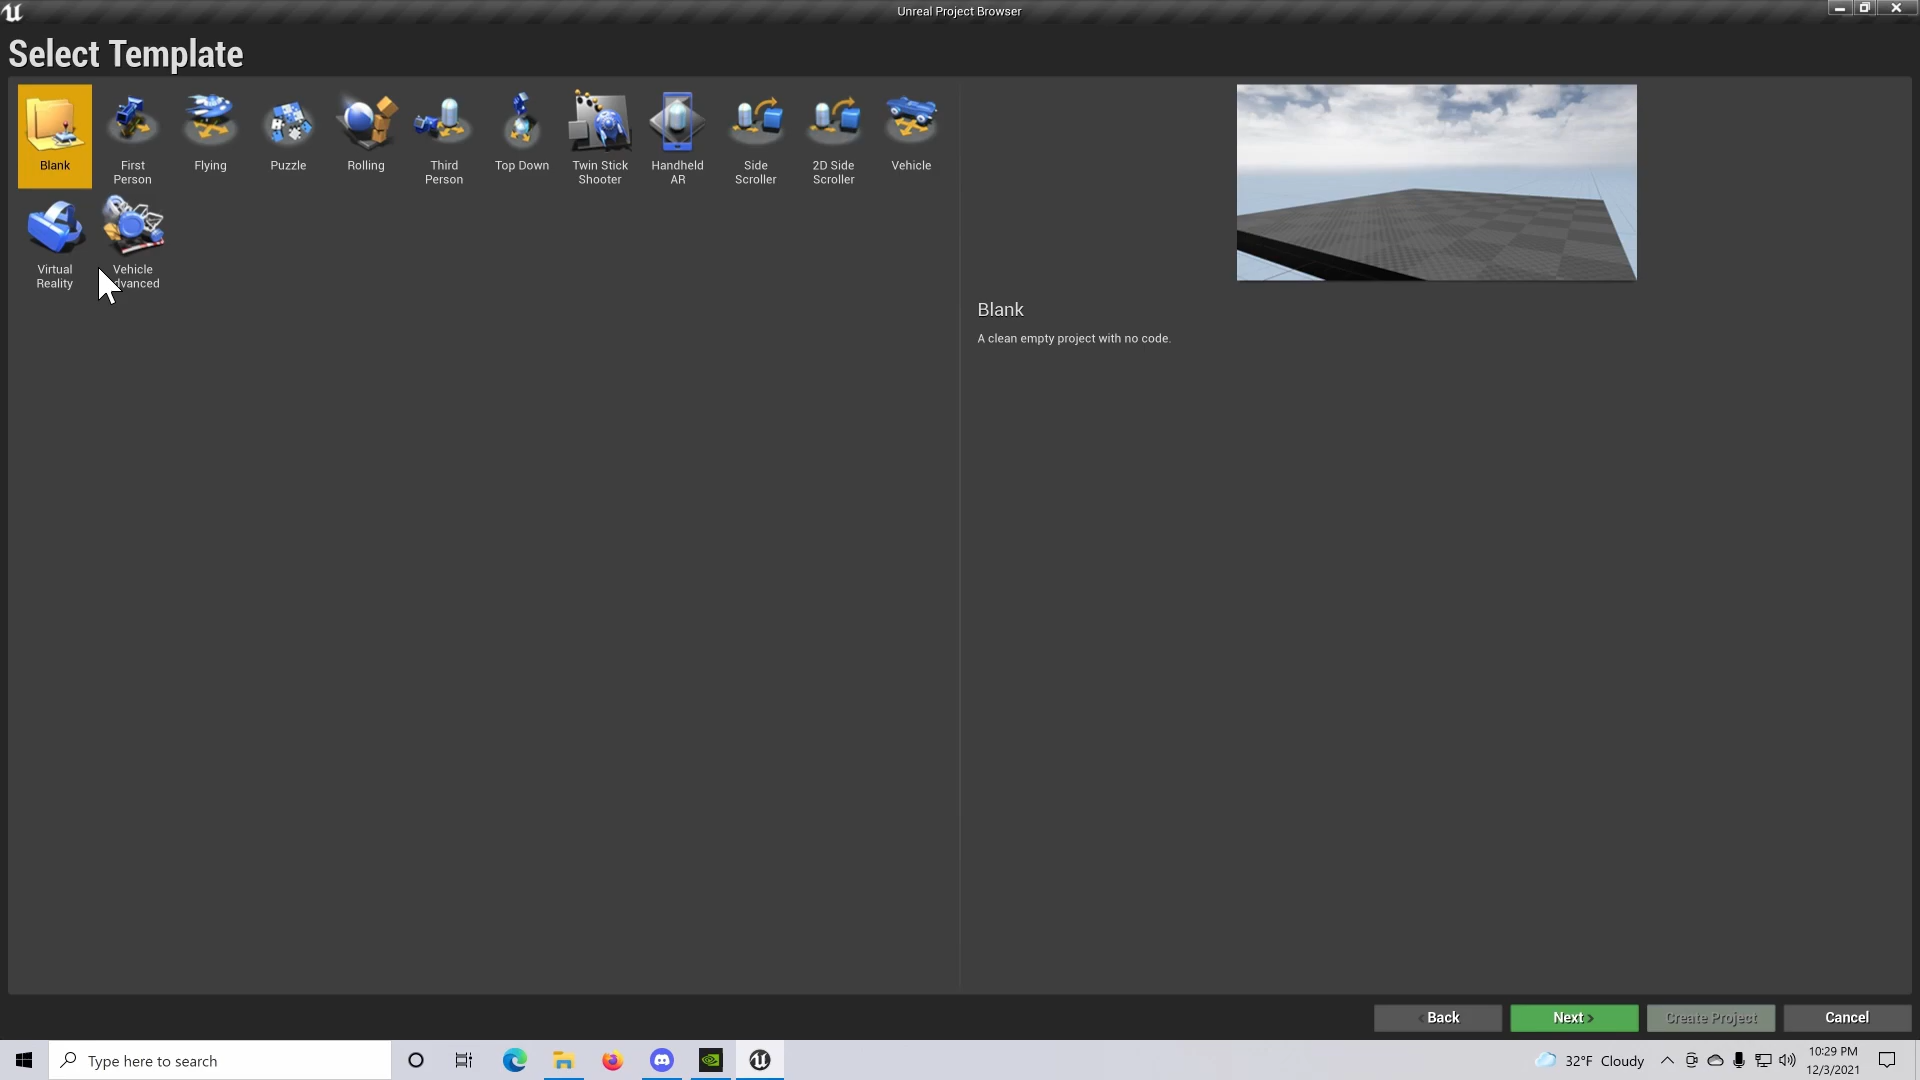 Unreal Project Browser
Select Template
Blank
First
Person
Flying
Puzzle
Rolling
Third
Person
Top Down
Twin Stick
Shooter
Handheld
AR
Side
Scroller
2D Side
Scroller
Vehicle
Virtual
Reality
Vehicle
dvanced
Blank
A clean empty project with no code.
< Back
Next >
Create Project
Cancel
Type here to search
32°F Cloudy
10:29 PM
12/3/2021